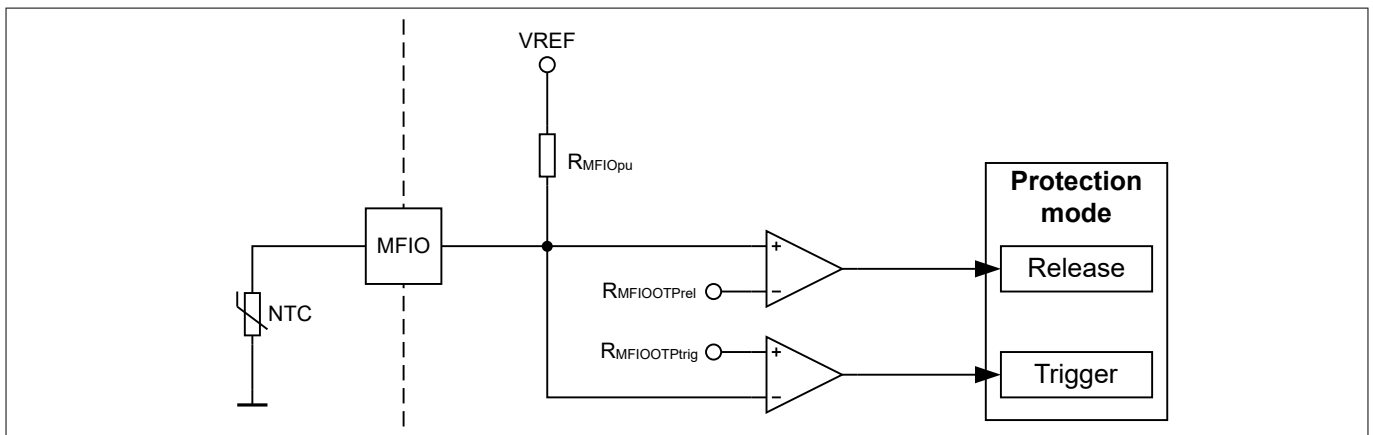 VREF
RMFIOpu
Protection
mode
MFIO
+
−
Release
RMFIOOTPrel
NTC
RMFIOOTPtrig
+
−
Trigger